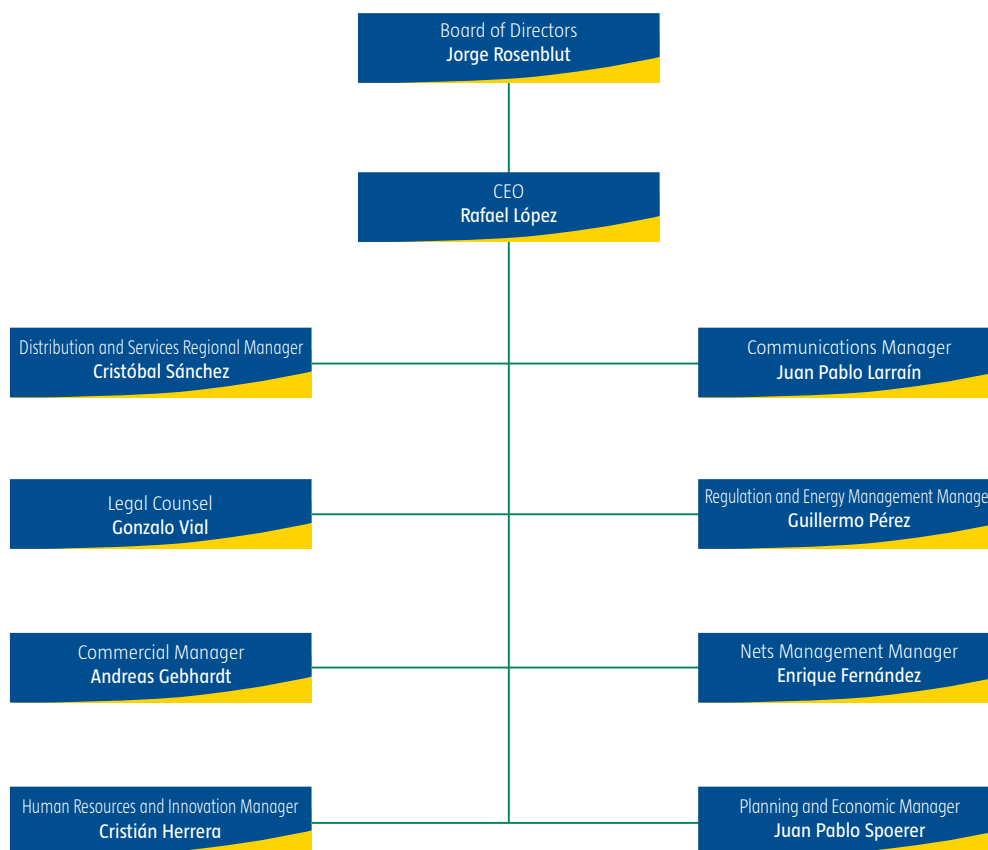 Board of Directors
Jorge Rosenblut
CEO
Rafael López
Distribution and Services Regional Manager
Cristóbal Sánchez
Communications Manager
Juan Pablo Larraín
Legal Counsel
Gonzalo Vial
Regulation and Energy Management Manage
Guillermo Pérez
Commercial Manager
Andreas Gebhardt
Nets Management Manager
Enrique Fernández
Human Resources and Innovation Manager
Cristián Herrera
Planning and Economic Manager
Juan Pablo Spoerer